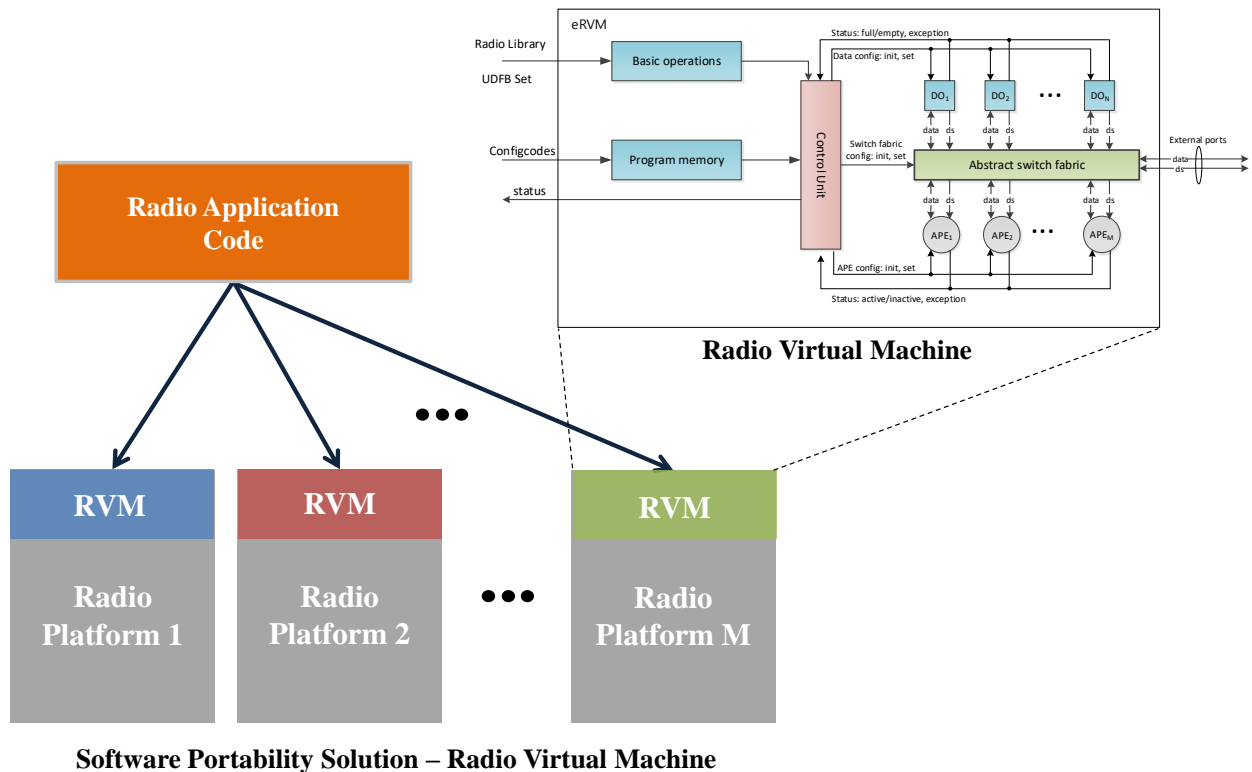 eRVM
Status: full/empty, exception
Radio Library
Data config: init, set
Basic operations
UDFB Set
DO1
DO2
•••
DON
data
ds
data
ds
data
ds
Control Unit
Switch fabric
config: init, set
External ports
Configcodes
Program memory
Abstract switch fabric
data
ds
status
data
ds
data
ds
data
ds
Radio Application
Code
APE1
APE2
•••
APEM
APE config: init, set
Status: active/inactive, exception
Radio Virtual Machine
•••
RVM
RVM
RVM
Radio
Platform 1
Radio
Platform 2
•••
Radio
Platform M
Software Portability Solution – Radio Virtual Machine